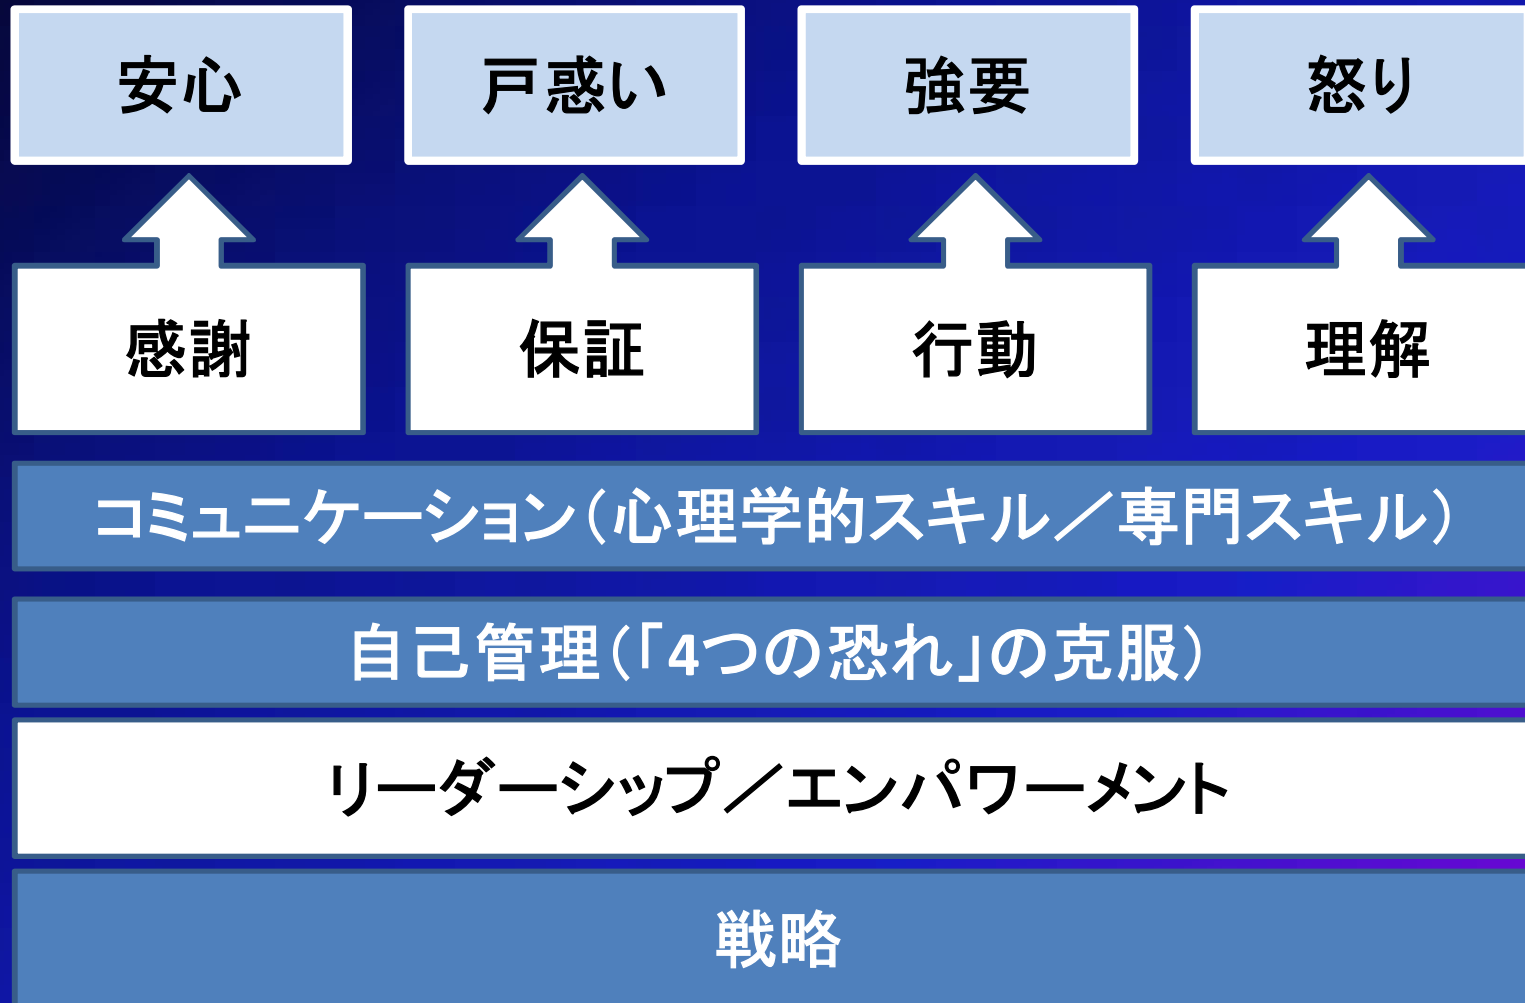 安心
戸惑い
強要
怒り
感謝
保証
行動
理解
コミュニケーション(心理学的スキル／専門スキル)
自己管理(「4つの恐れ」の克服)
リーダーシップ／エンパワーメント
戦略